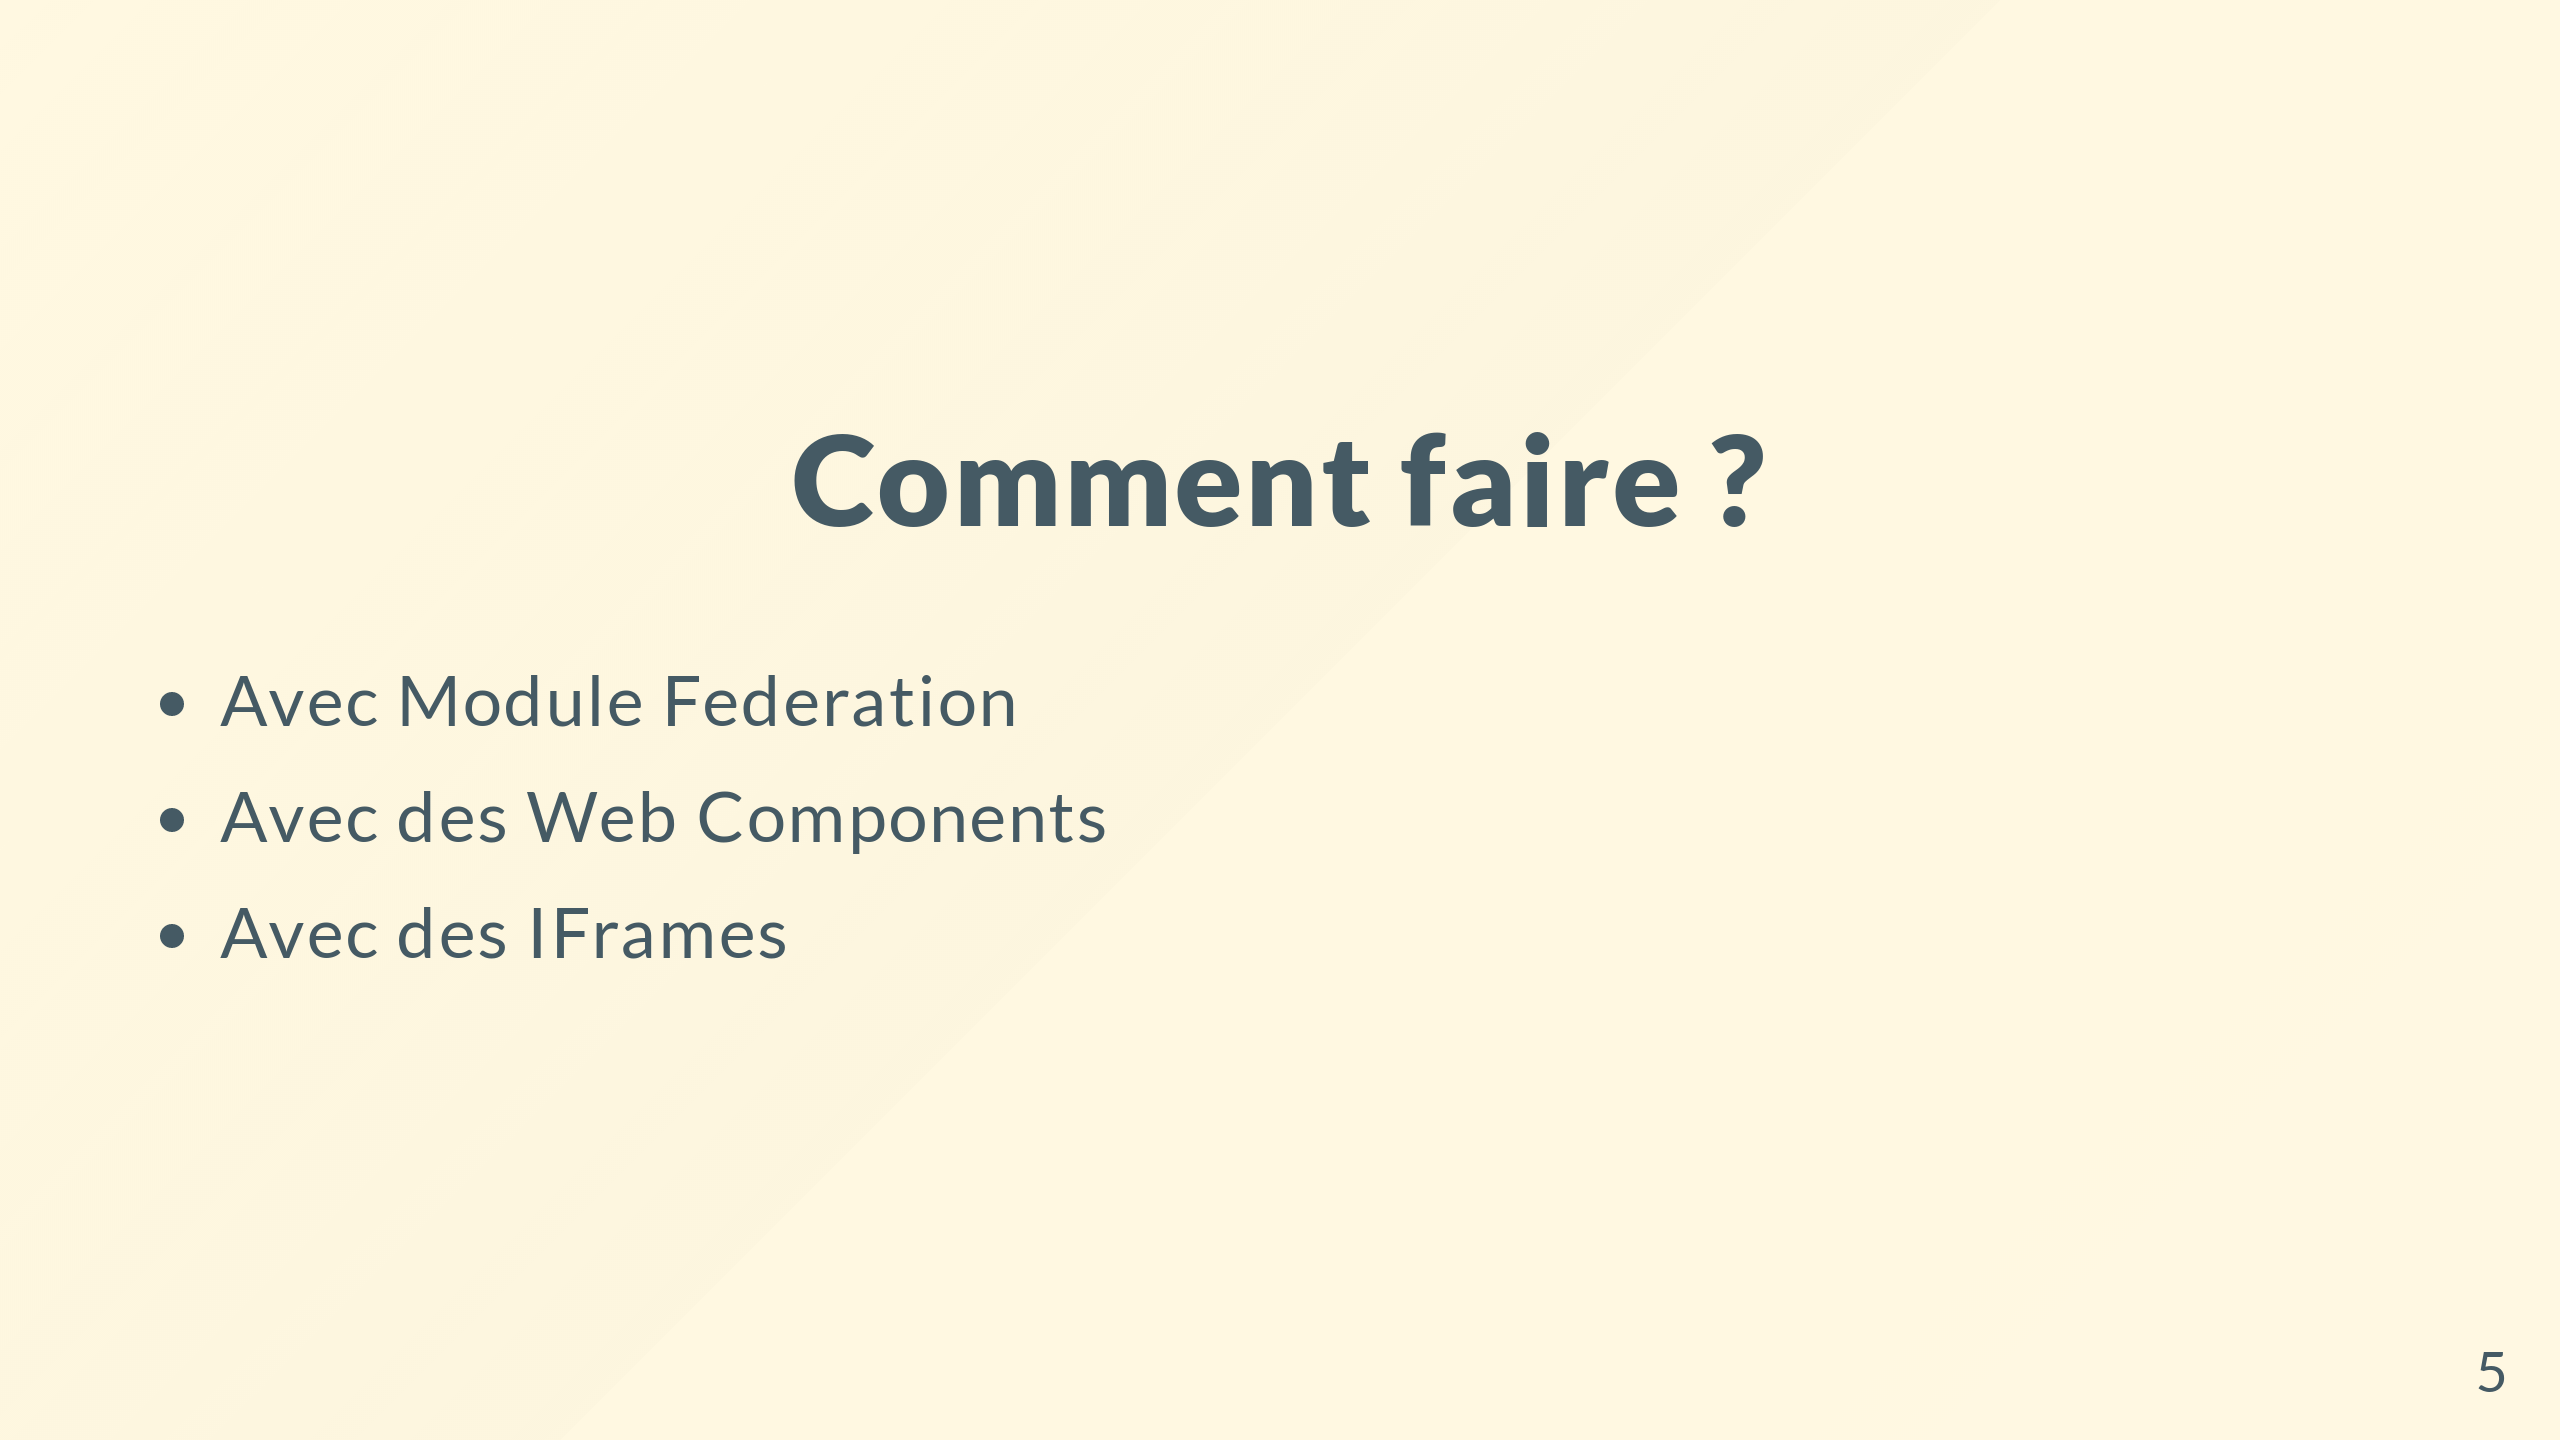 Comment faire ?
• Avec Module Federation
• Avec des Web Components
• Avec des IFrames
5